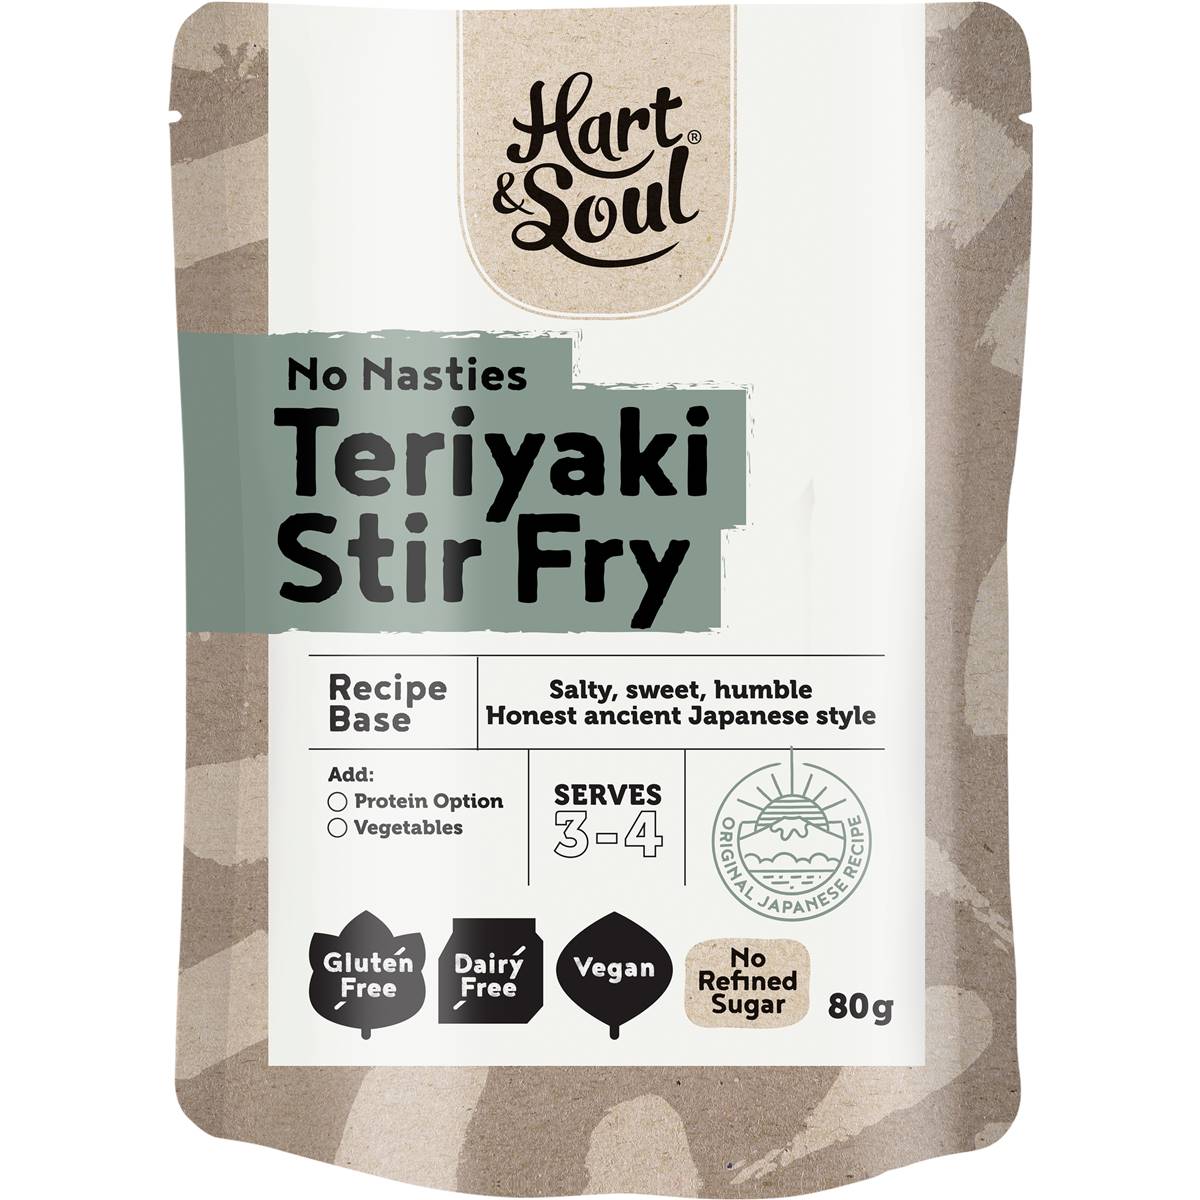 Hart®
& Soul
No Nasties
Teriyaki
Stir Fry
Recipe
Base
Salty, sweet, humble
Honest ancient Japanese style
Add:
Protein Option
Vegetables
SERVES
3-4
ORIGINAL JAPANESE RECIPE
Gluten
Free
Dairy
Free
Vegan
No
Refined
Sugar
80g